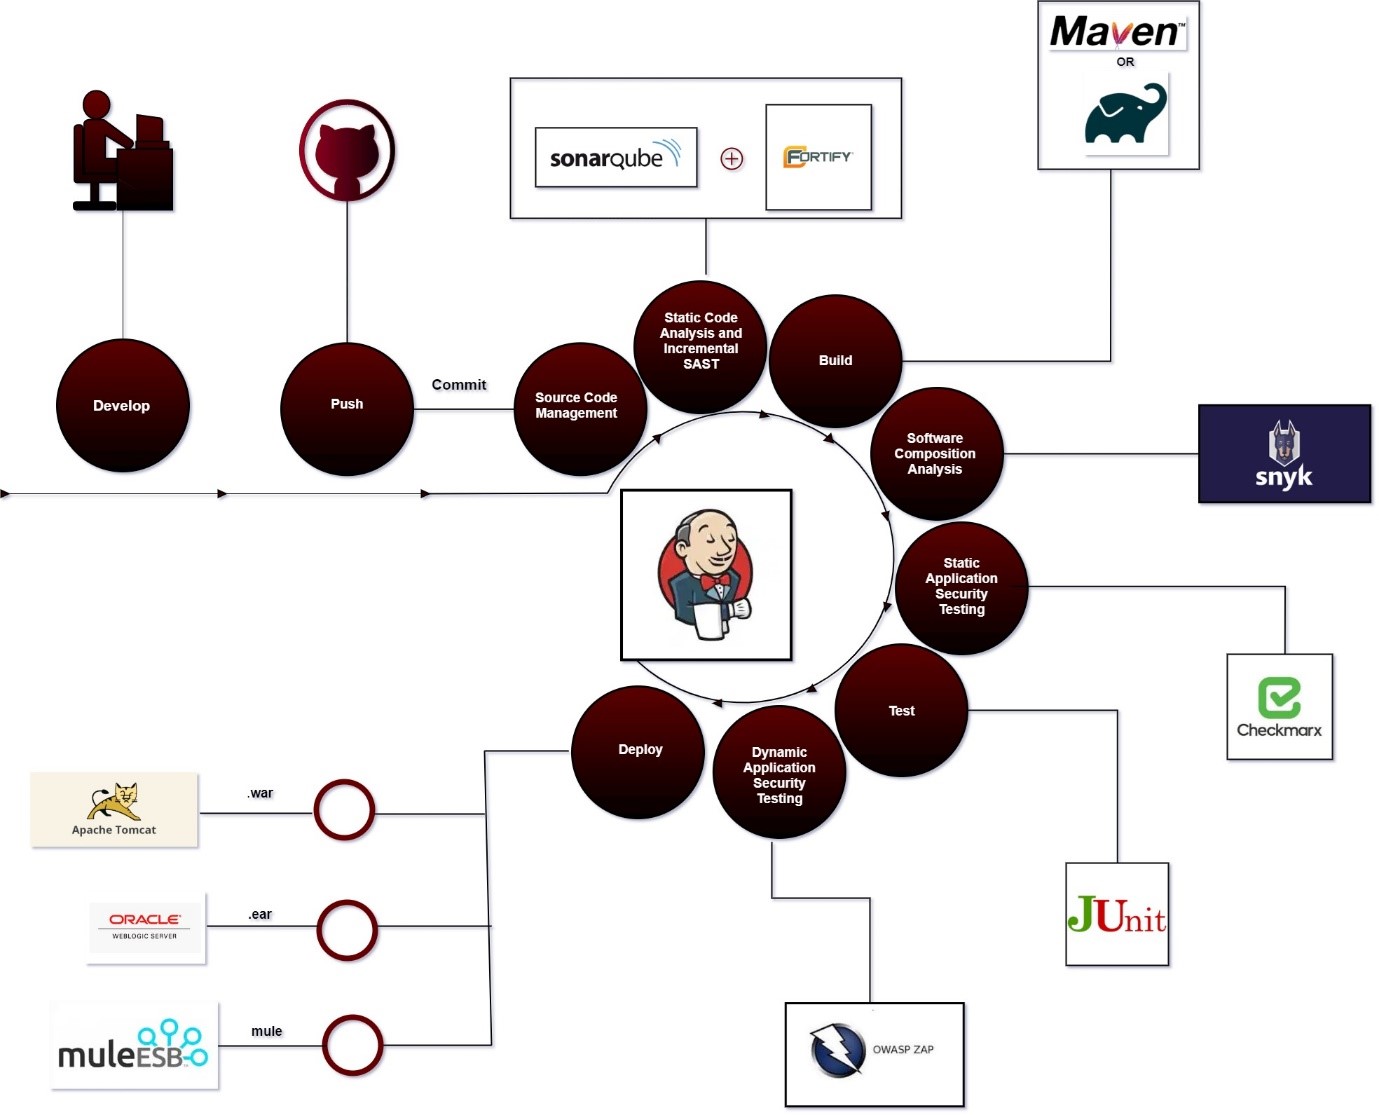 Maven™
OR
sonarqube
FORTIFY
Static Code
Analysis and
Incremental
SAST
Build
Develop
Push
Commit
Source Code
Management
Software
Composition
Analysis
snyk
Static
Application
Security
Testing
Checkmarx
Test
Deploy
Dynamic
Application
Security
Testing
.war
Apache Tomcat
JUnit
.ear
ORACLE
WEBLOGIC SERVER
mule
muleESB
OWASP ZAP